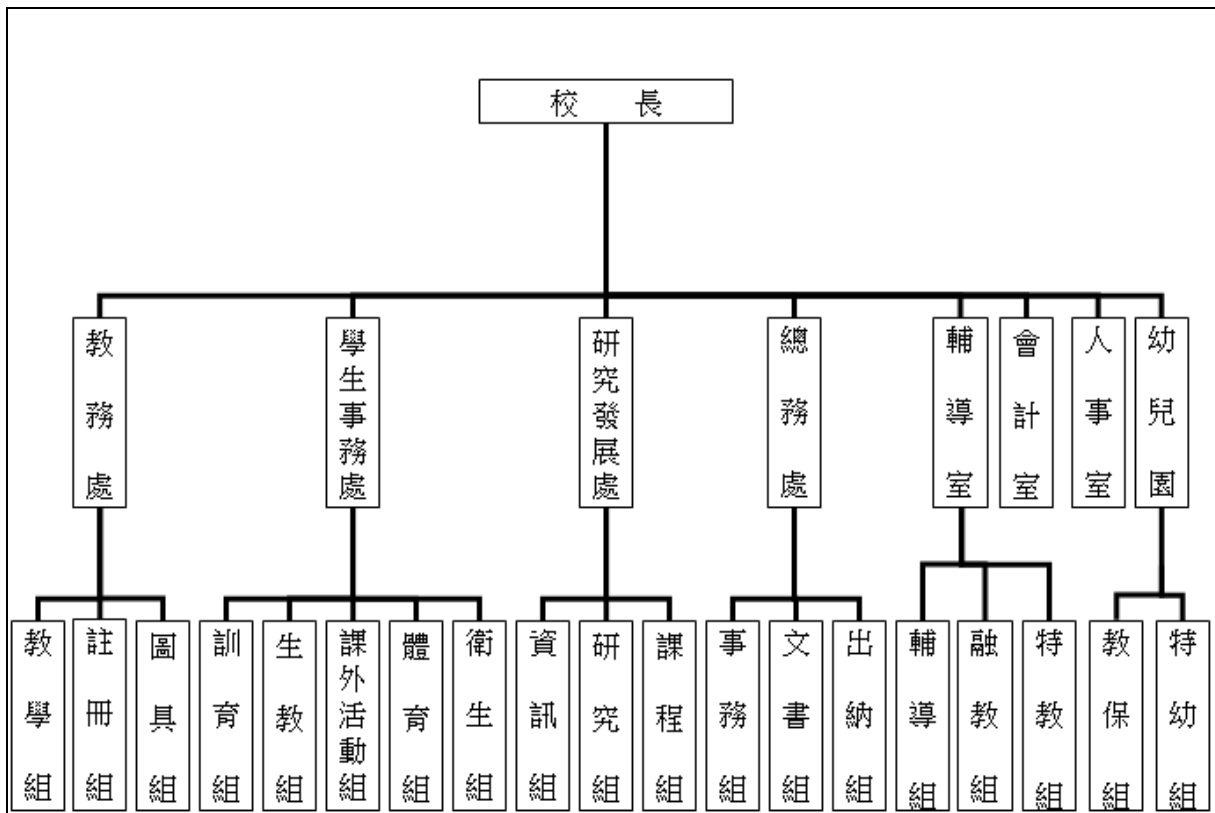 校長
教務處
學生事務處
研究發展處
總務處
輔導室
會計室
人事室
幼兒園
教學組
註冊組
圖具組
訓育組
生教組
課外活動組
體育組
衛生組
資訊組
研究組
課程組
事務組
文書組
出納組
輔導組
融教組
特教組
教保組
特幼組